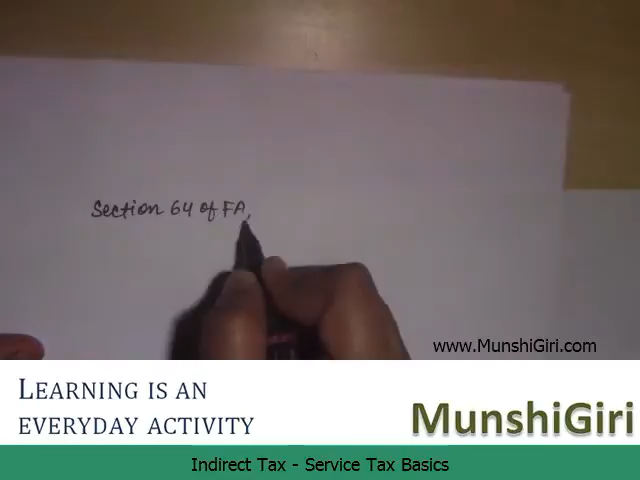 Section 64 of FA,
www.MunshiGiri.com
LEARNING IS AN
EVERYDAY ACTIVITY
MunshiGiri
Indirect Tax - Service Tax Basics